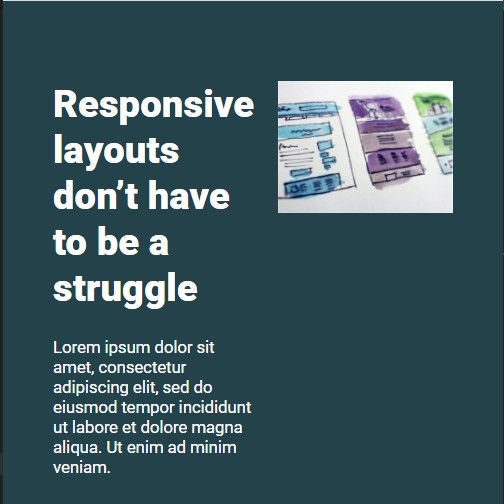 Responsive
layouts
don’t have
to be a
struggle
Lorem ipsum dolor sit
amet, consectetur
adipiscing elit, sed do
eiusmod tempor incididunt
ut labore et dolore magna
aliqua. Ut enim ad minim
veniam.